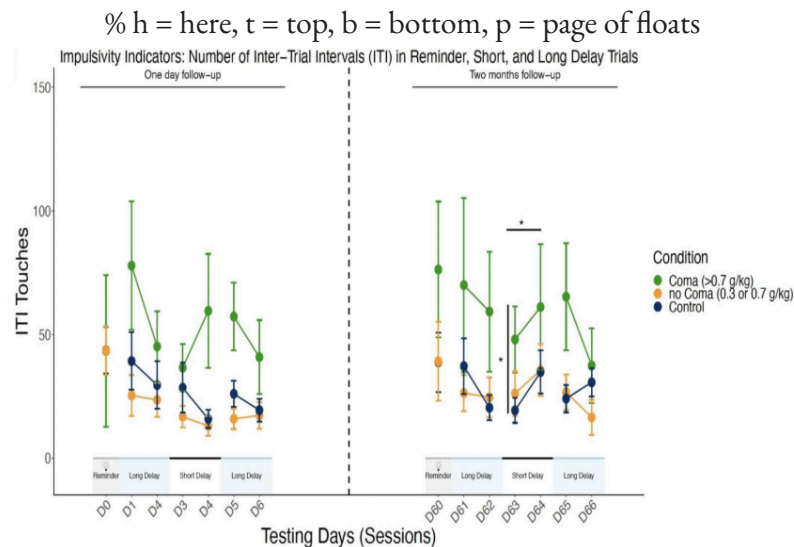 % h = here, t = top, b = bottom, p = page of floats
Impulsivity Indicators: Number of Inter-Trial Intervals (ITI) in Reminder, Short, and Long Delay Trials
One day follow-up
Two months follow-up
150
100
50
0
ITI Touches
*
*
Condition
Coma (>0.7 g/kg)
no Coma (0.3 or 0.7 g/kg)
Control
Reminder Long Delay Short Delay Long Delay
Reminder Long Delay Short Delay Long Delay
D0 D1 D4 D3 D4 D5 D6
D60 D61 D62 D63 D64 D65 D66
Testing Days (Sessions)